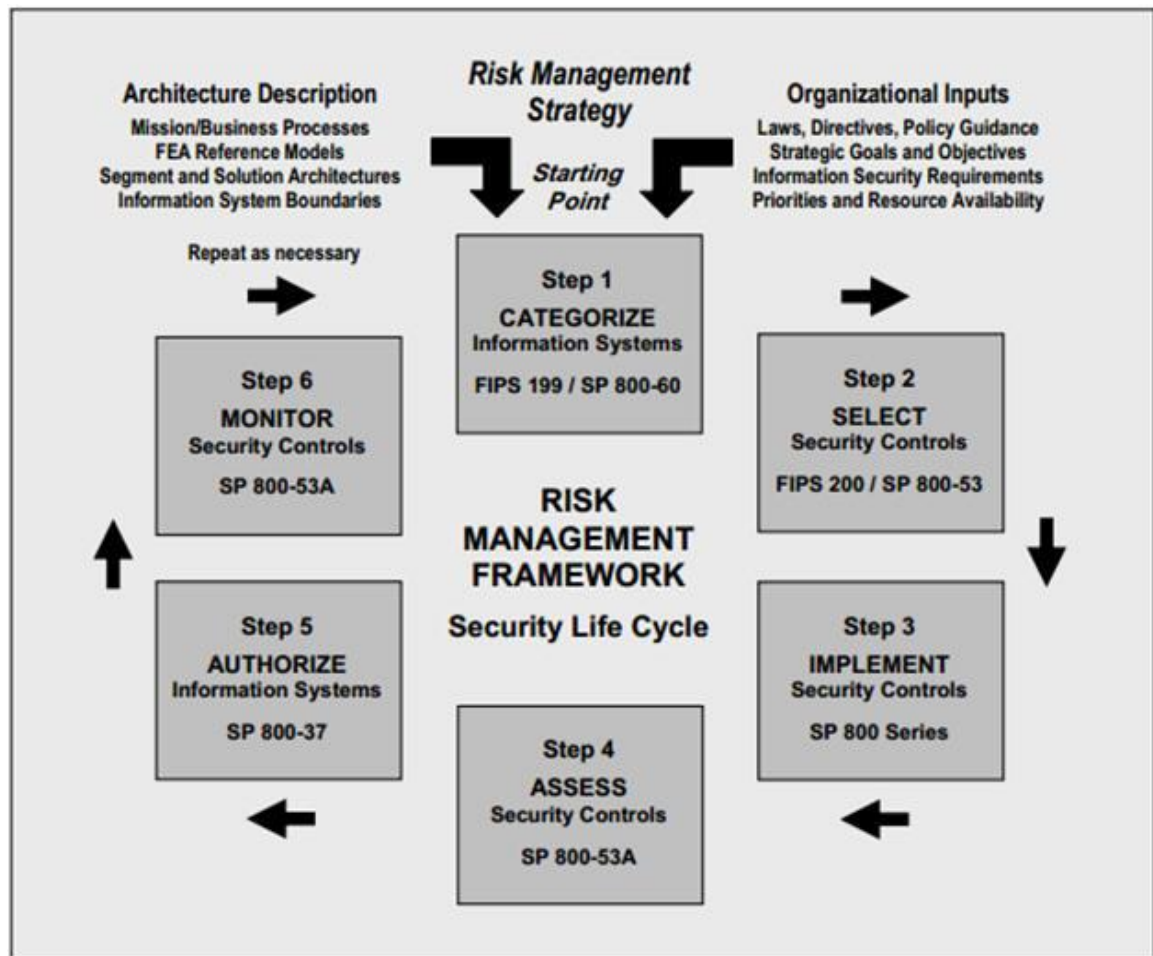 Risk Management
Strategy
Architecture Description
Mission/Business Processes
FEA Reference Models
Segment and Solution Architectures
Information System Boundaries
Organizational Inputs
Laws, Directives, Policy Guidance
Strategic Goals and Objectives
Information Security Requirements
Priorities and Resource Availability
Starting
Point
Repeat as necessary
Step 1
CATEGORIZE
Information Systems
FIPS 199 / SP 800-60
Step 2
SELECT
Security Controls
FIPS 200 / SP 800-53
Step 3
IMPLEMENT
Security Controls
SP 800 Series
Step 4
ASSESS
Security Controls
SP 800-53A
Step 5
AUTHORIZE
Information Systems
SP 800-37
Step 6
MONITOR
Security Controls
SP 800-53A
RISK
MANAGEMENT
FRAMEWORK
Security Life Cycle